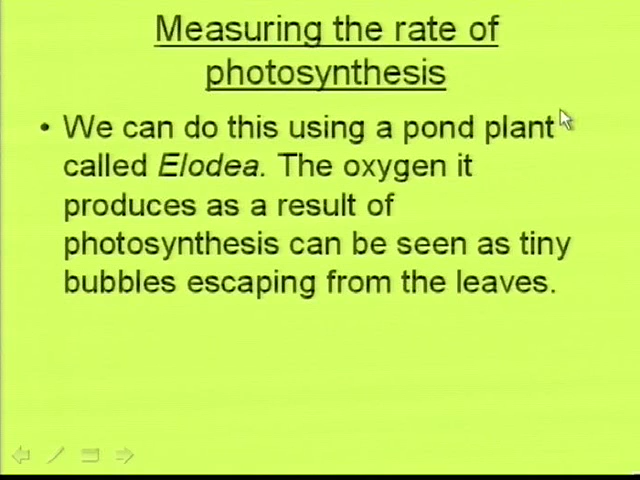 Measuring the rate of
photosynthesis
• We can do this using a pond plant
called Elodea. The oxygen it
produces as a result of
photosynthesis can be seen as tiny
bubbles escaping from the leaves.